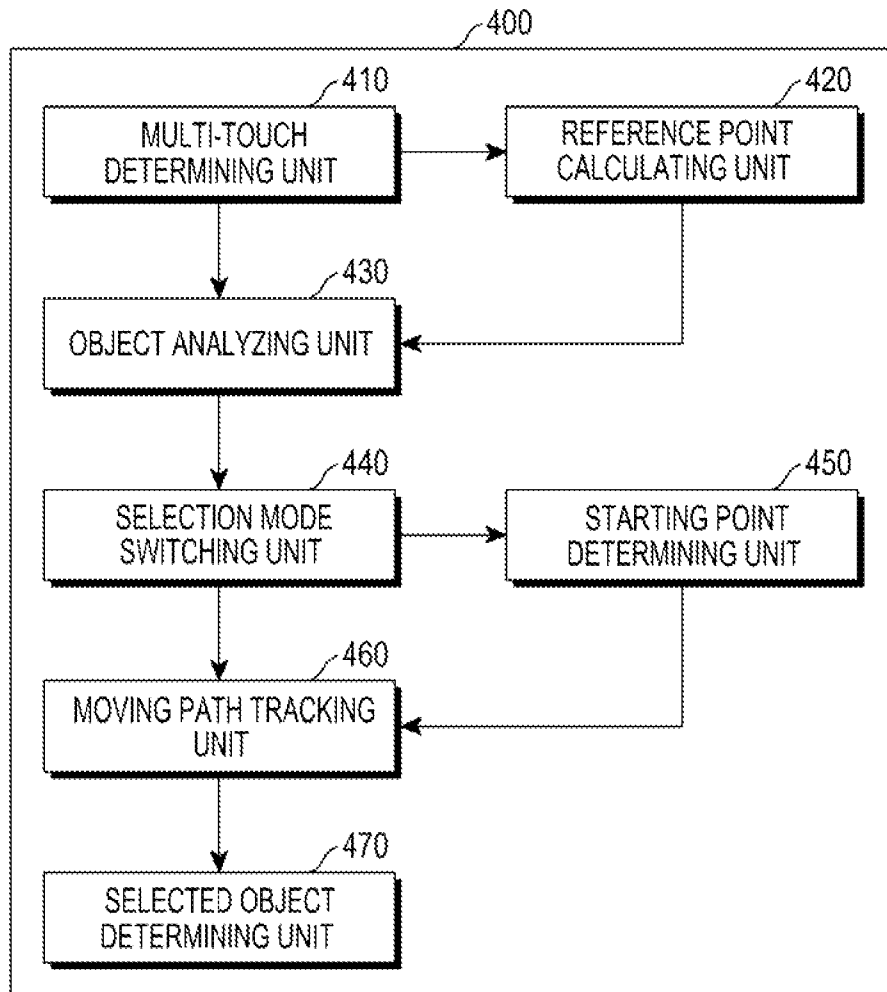 400
410
MULTI-TOUCH
DETERMINING UNIT
420
REFERENCE POINT
CALCULATING UNIT
430
OBJECT ANALYZING UNIT
440
SELECTION MODE
SWITCHING UNIT
450
STARTING POINT
DETERMINING UNIT
460
MOVING PATH TRACKING
UNIT
470
SELECTED OBJECT
DETERMINING UNIT